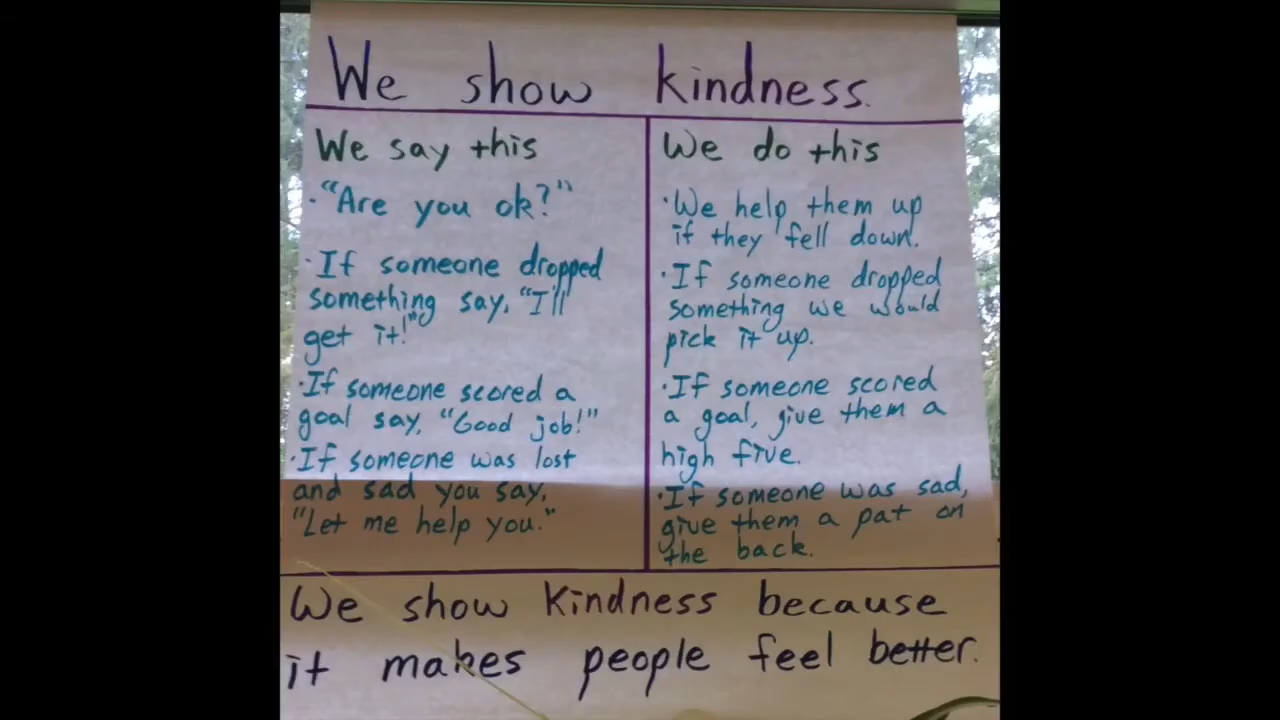 We show kindness.
We say this
· "Are you ok?"
· If someone dropped
something say, "I'll
get it!"
· If someone scored a
goal say, "Good job!"
· If someone was lost
and sad you say,
"Let me help you."
We do this
· We help them up
if they fell down.
· If someone dropped
something we would
pick it up.
· If someone scored
a goal, give them a
high five.
· If someone was sad,
give them a pat on
the back.
We show kindness because
it makes people feel better.